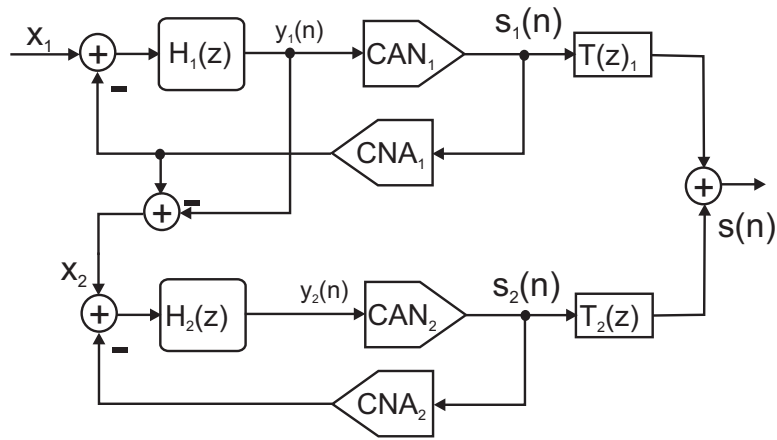 x₁
+
H₁(z)
y₁(n)
CAN₁
s₁(n)
T(z)₁
-
CNA₁
+
-
+
s(n)
x₂
+
H₂(z)
y₂(n)
CAN₂
s₂(n)
T₂(z)
-
CNA₂